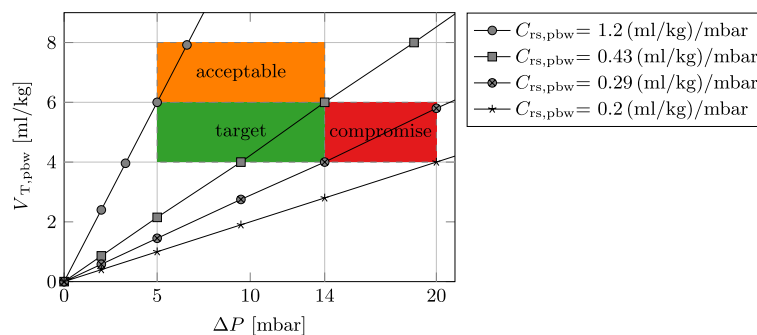 8
6
4
2
0
V_T,pbw [ml/kg]
acceptable
target
compromise
0 5 10 14 20
ΔP [mbar]
C_rs,pbw = 1.2 (ml/kg)/mbar
C_rs,pbw = 0.43 (ml/kg)/mbar
C_rs,pbw = 0.29 (ml/kg)/mbar
C_rs,pbw = 0.2 (ml/kg)/mbar